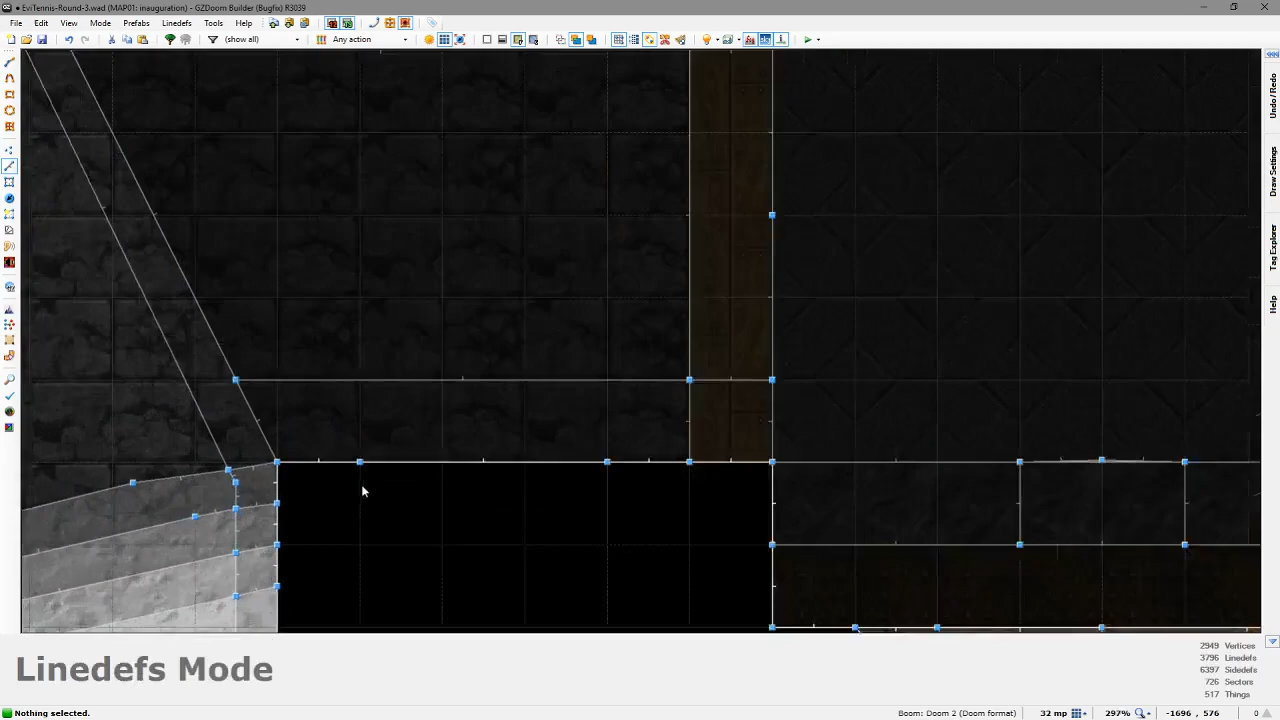 EviTennis-Round-3.wad (MAP01: inauguration) - GZDoom Builder (Bugfix) R3039
File Edit View Mode Prefabs Linedefs Tools Help
(show all) Any action
Undo / Redo
Draw Settings
Tag Explorer
Help
Linedefs Mode
2949 Vertices
3796 Linedefs
6397 Sidedefs
726 Sectors
517 Things
Nothing selected. Boom: Doom 2 (Doom format) 32 mp 297% -1696 , 576 0